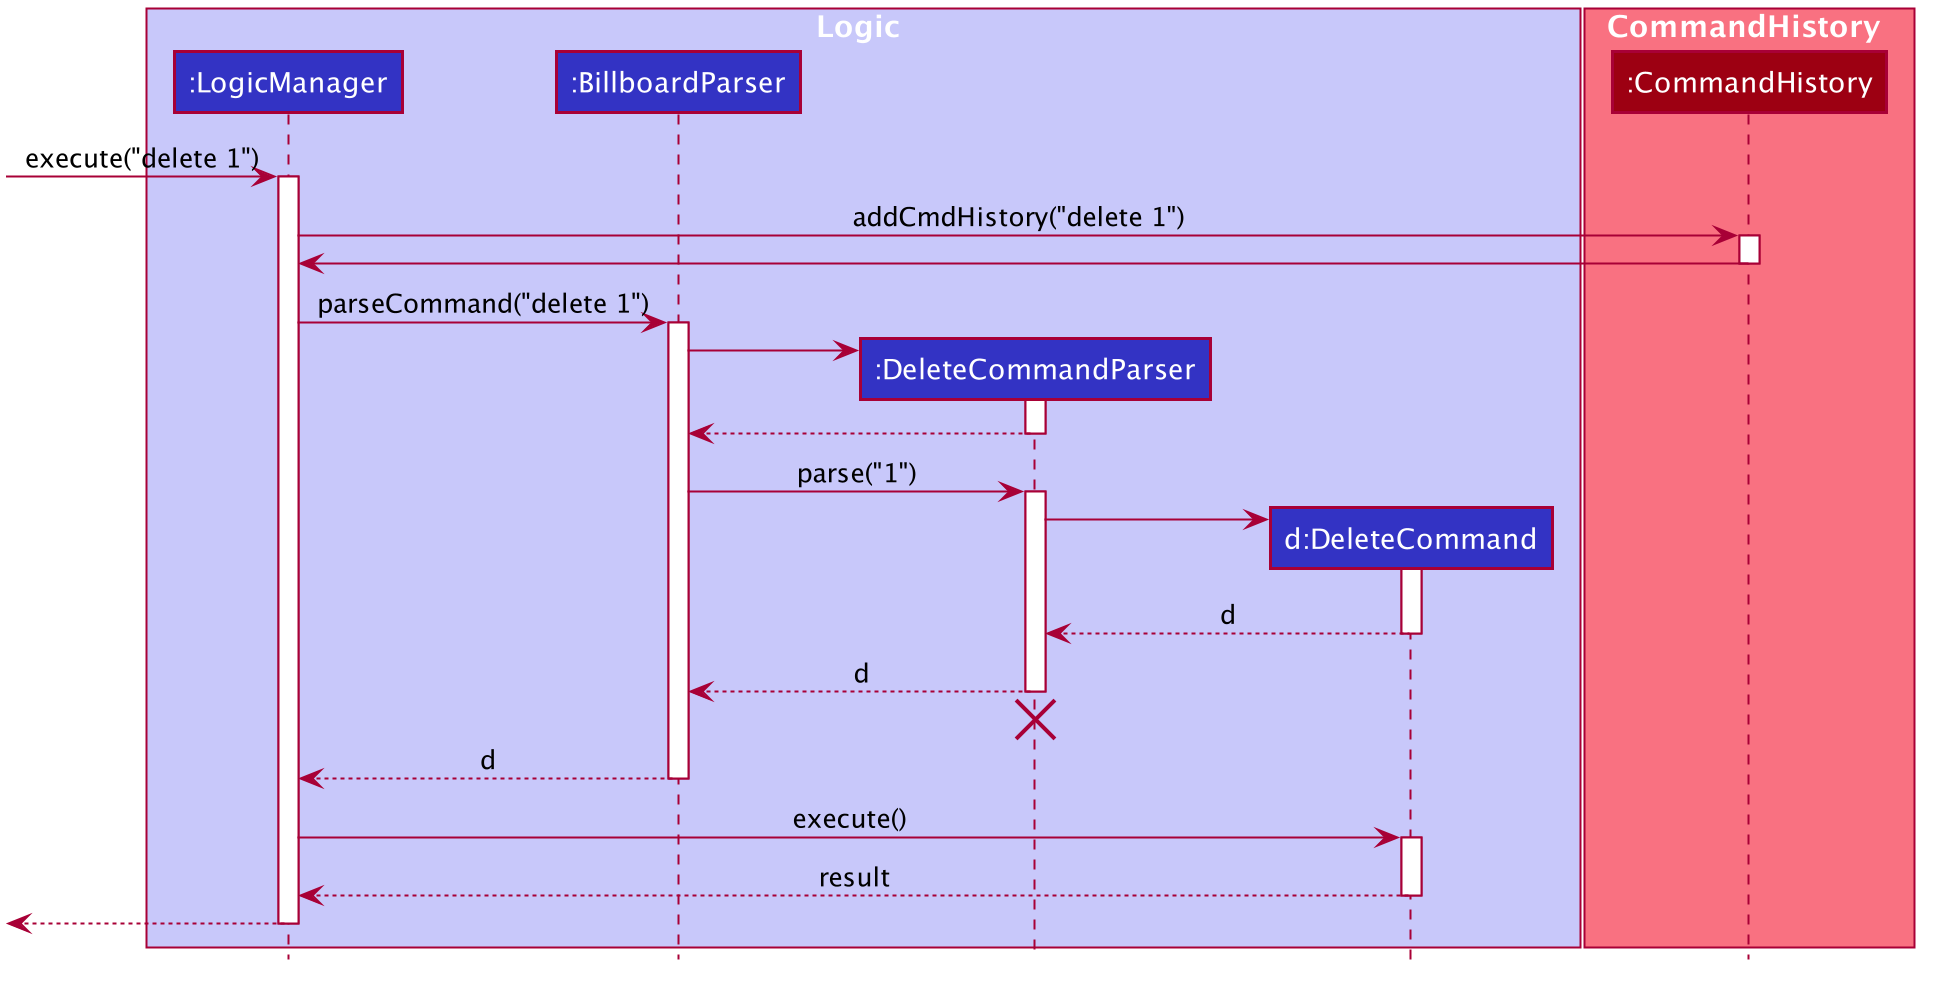 Logic
CommandHistory
:LogicManager
:BillboardParser
:CommandHistory
execute("delete 1")
addCmdHistory("delete 1")
parseCommand("delete 1")
:DeleteCommandParser
parse("1")
d:DeleteCommand
d
d
d
execute()
result